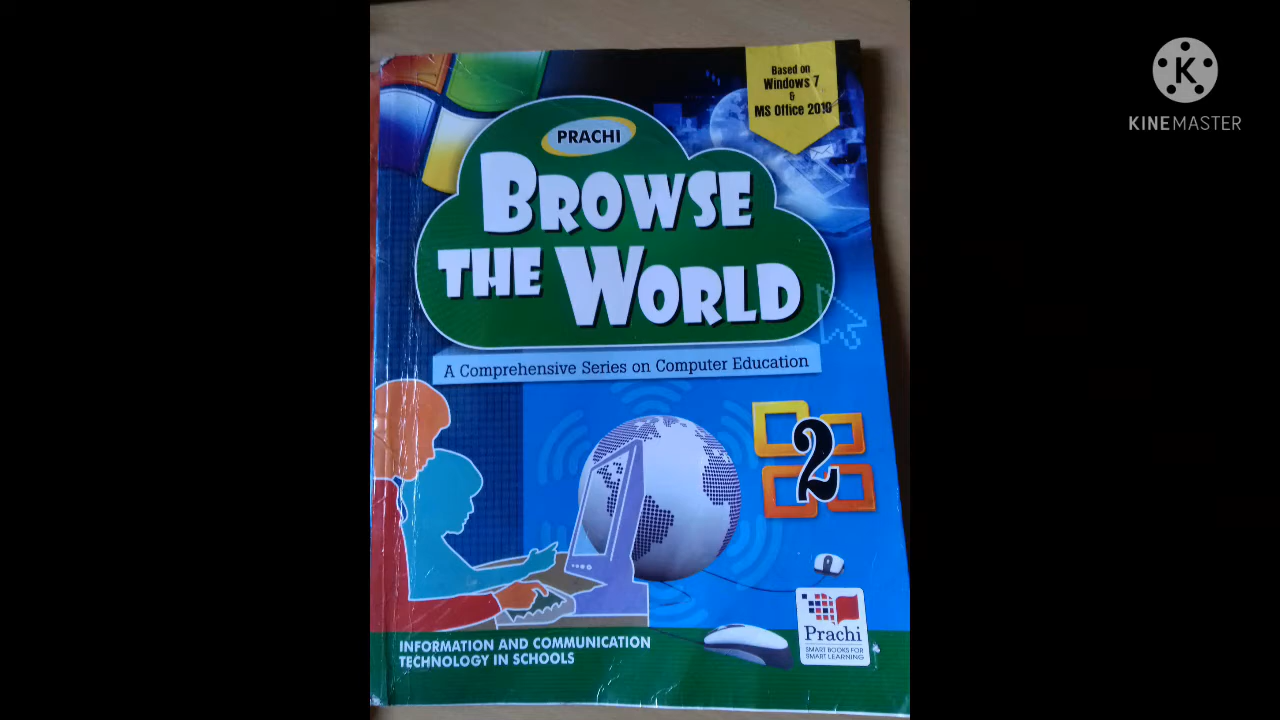 Based on
Windows 7
&
MS Office 2010
PRACHI
BROWSE
THE WORLD
A Comprehensive Series on Computer Education
2
Prachi
SMART BOOKS FOR
SMART LEARNING
INFORMATION AND COMMUNICATION
TECHNOLOGY IN SCHOOLS
K
KINEMASTER